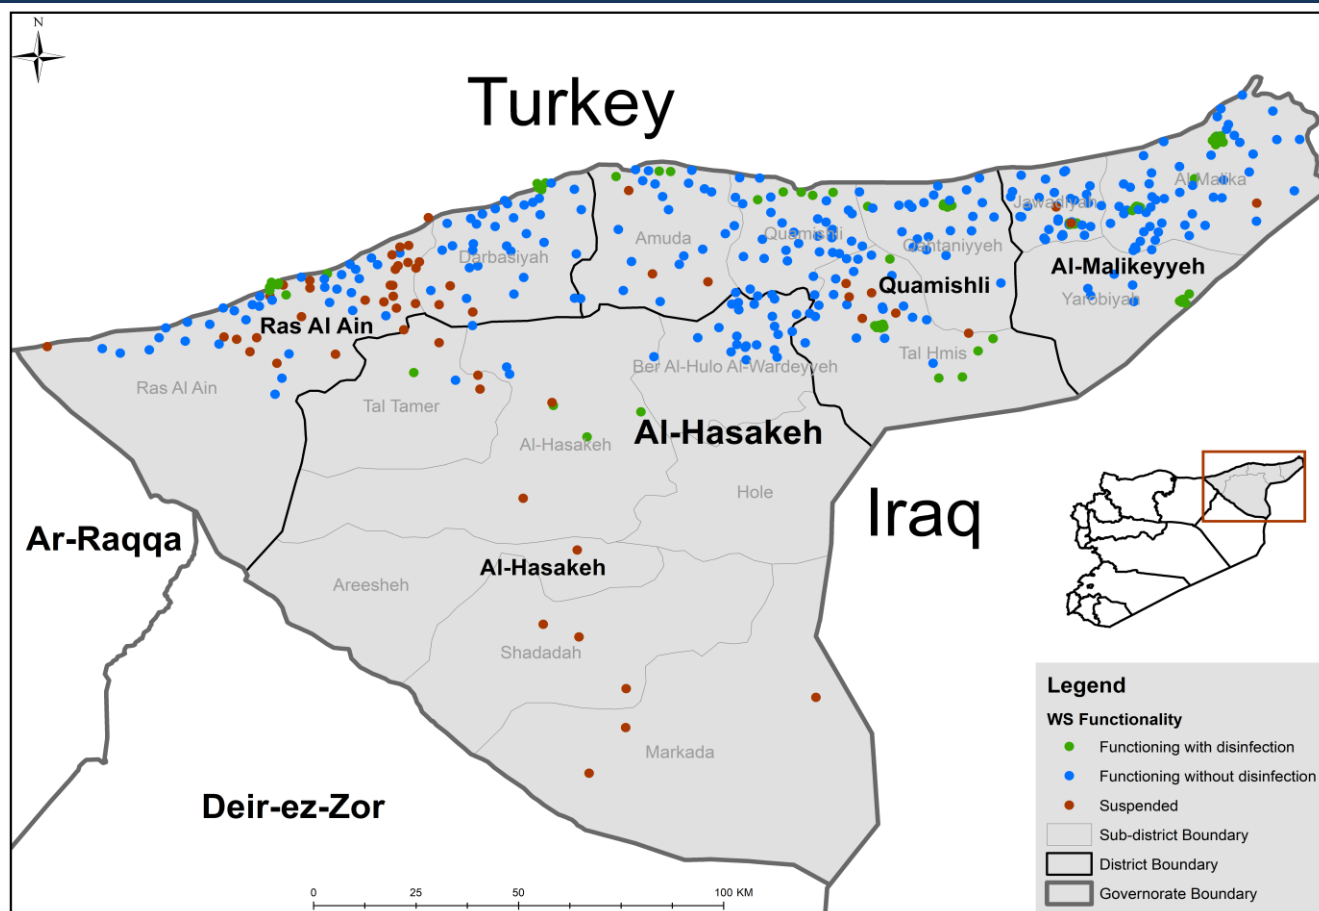 N
Turkey
Al-Malika
Jawadiyah
Quamishli
Amuda
Qahtaniyyeh
Darbasiyah
Al-Malikeyyeh
Quamishli
Yarobiyah
Ras Al Ain
Tal Hmis
Ber Al-Hulo Al-Wardeyyeh
Ras Al Ain
Tal Tamer
Al-Hasakeh
Al-Hasakeh
Hole
Iraq
Ar-Raqqa
Al-Hasakeh
Areesheh
Shadadah
Markada
Deir-ez-Zor
Legend
WS Functionality
Functioning with disinfection
Functioning without disinfection
Suspended
Sub-district Boundary
District Boundary
Governorate Boundary
0 25 50 100 KM